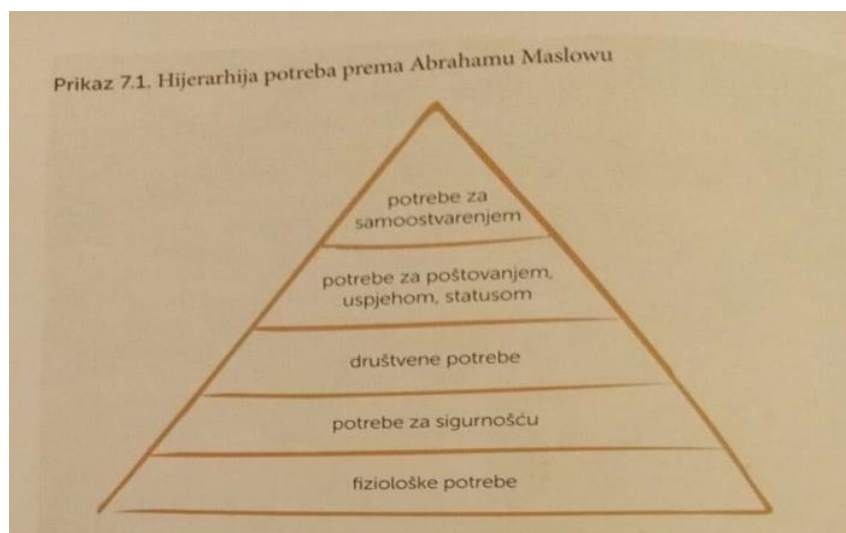 Prikaz 7.1. Hijerarhija potreba prema Abrahamu Maslowu
potrebe za
samoostvarenjem
potrebe za poštovanjem,
uspjehom, statusom
društvene potrebe
potrebe za sigurnošću
fiziološke potrebe